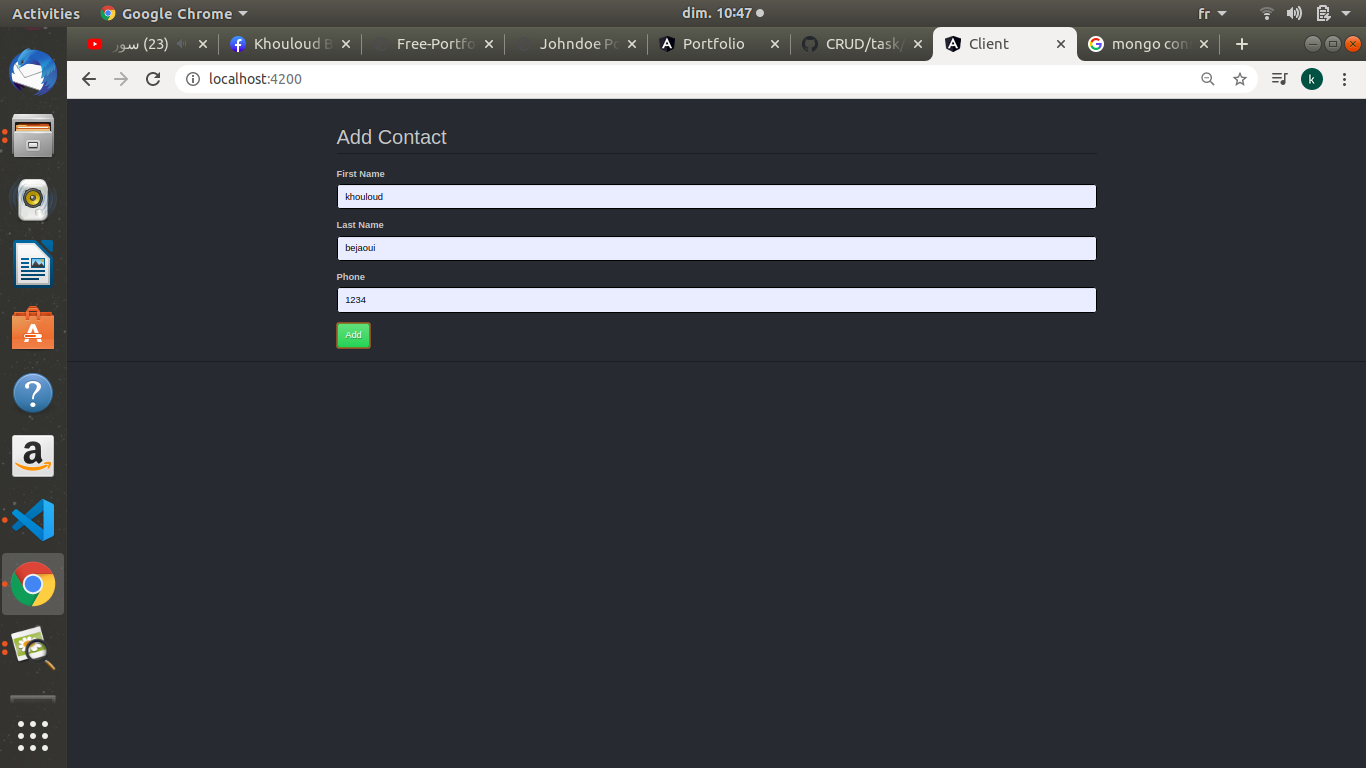 Activities
Google Chrome
dim. 10:47
fr
(23) سور
Khouloud B
Free-Portfo
Johndoe Po
Portfolio
CRUD/task/
Client
mongo con
localhost:4200
k
Add Contact
First Name
khouloud
Last Name
bejaoui
Phone
1234
Add